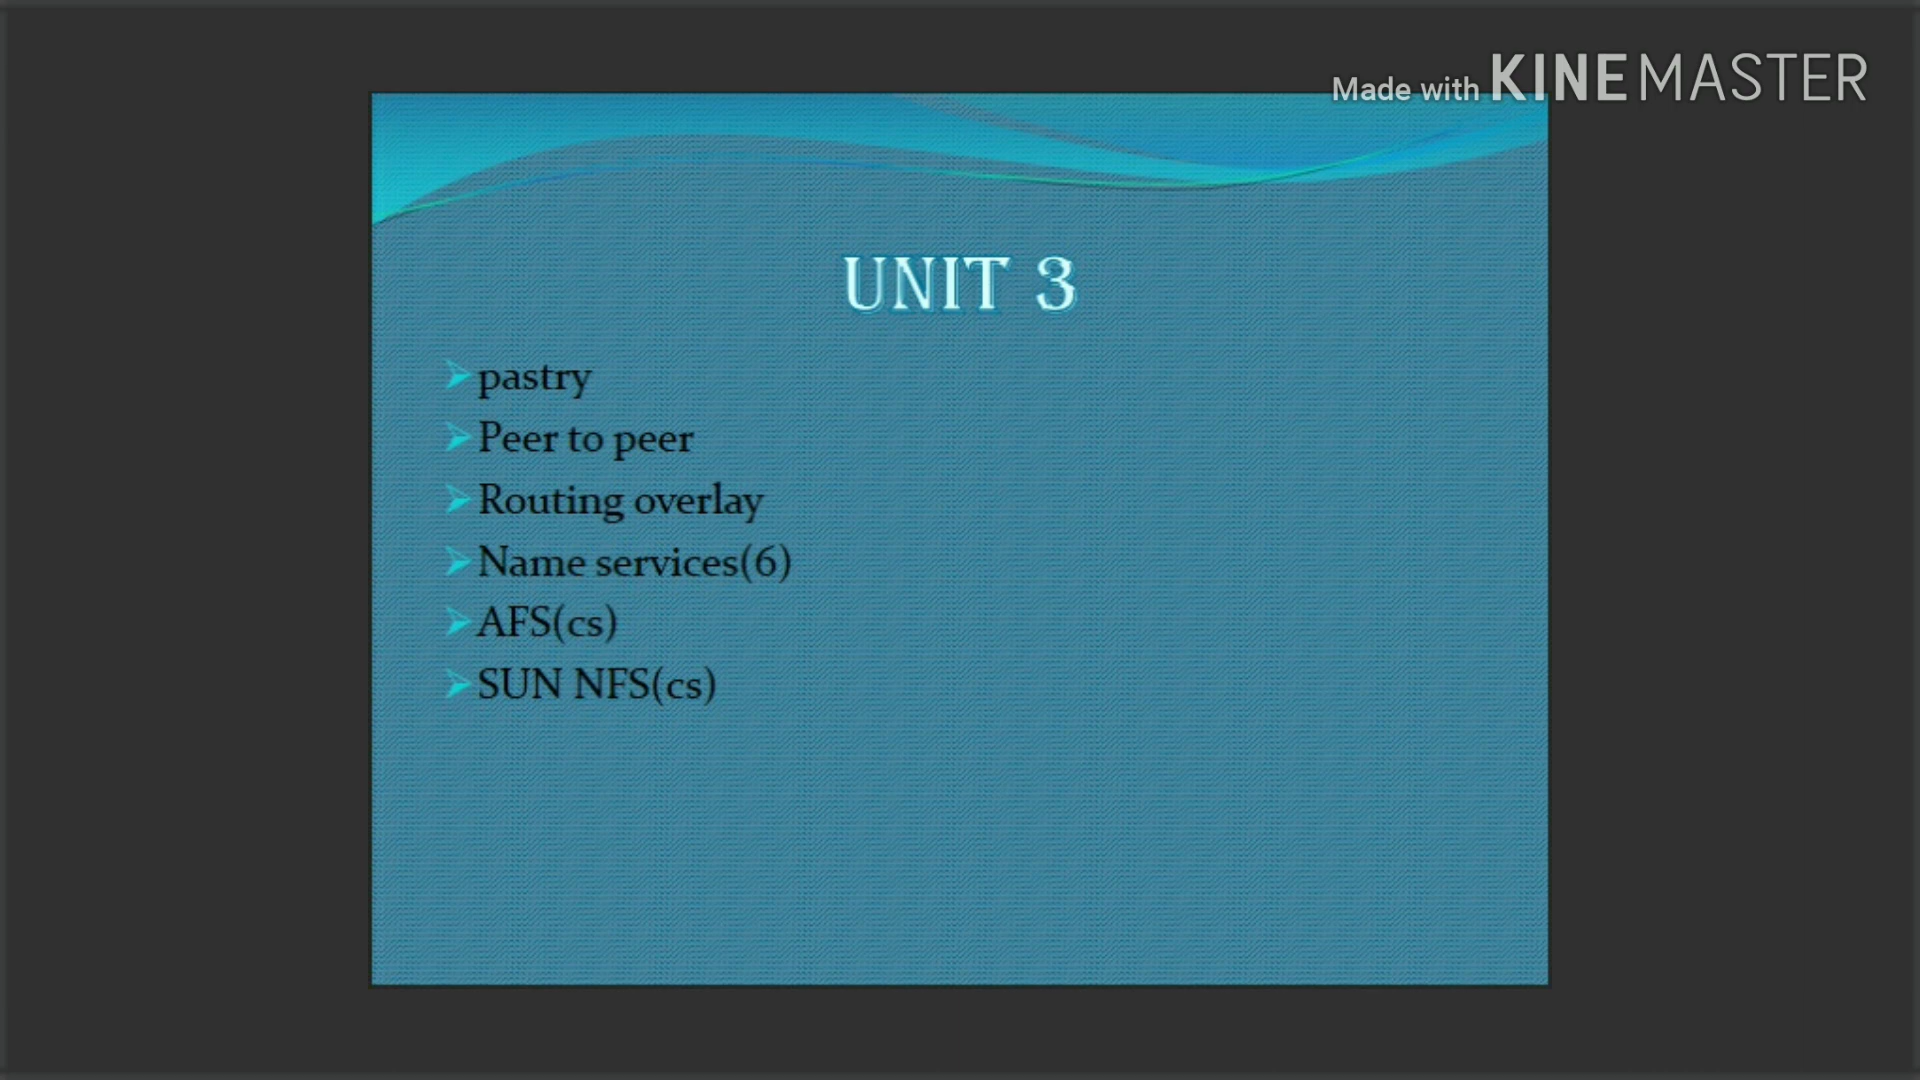 Made with KINEMASTER
UNIT 3
pastry
Peer to peer
Routing overlay
Name services(6)
AFS(cs)
SUN NFS(cs)